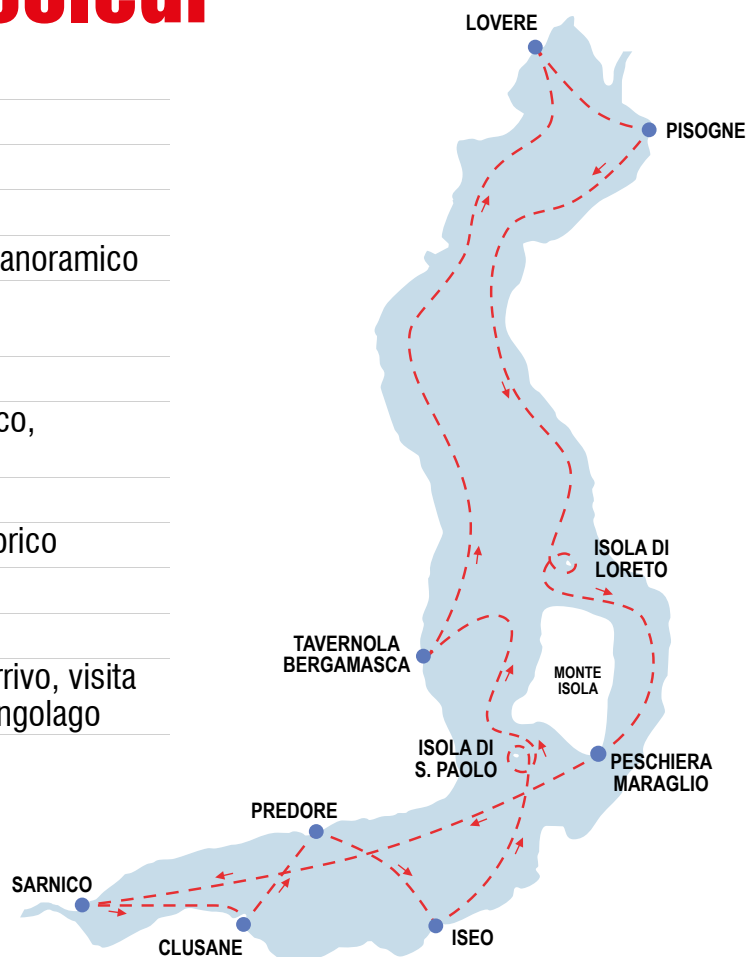 LOVERE
PISOGNE
anoramico
co,
orico
ISOLA DI
LORETO
TAVERNOLA
BERGAMASCA
MONTE
ISOLA
rrivo, visita
ngolago
ISOLA DI
S. PAOLO
PESCHIERA
MARAGLIO
PREDORE
SARNICO
CLUSANE
ISEO